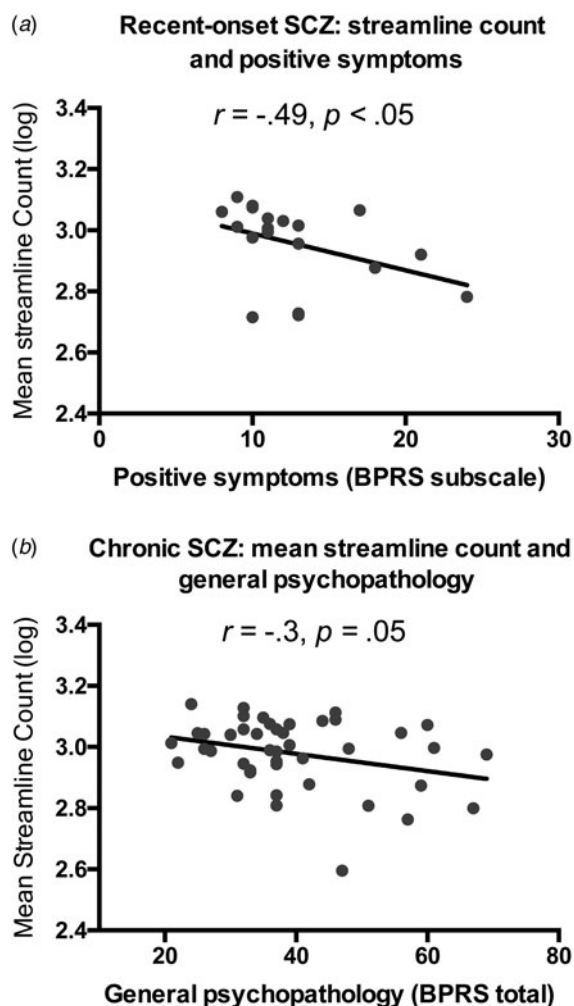 (a) Recent-onset SCZ: streamline count
and positive symptoms
r = -.49, p < .05
Mean streamline Count (log)
3.4
3.2
3.0
2.8
2.6
2.4
0 10 20 30
Positive symptoms (BPRS subscale)
(b) Chronic SCZ: mean streamline count and
general psychopathology
r = -.3, p = .05
Mean Streamline Count (log)
3.4
3.2
3.0
2.8
2.6
2.4
20 40 60 80
General psychopathology (BPRS total)